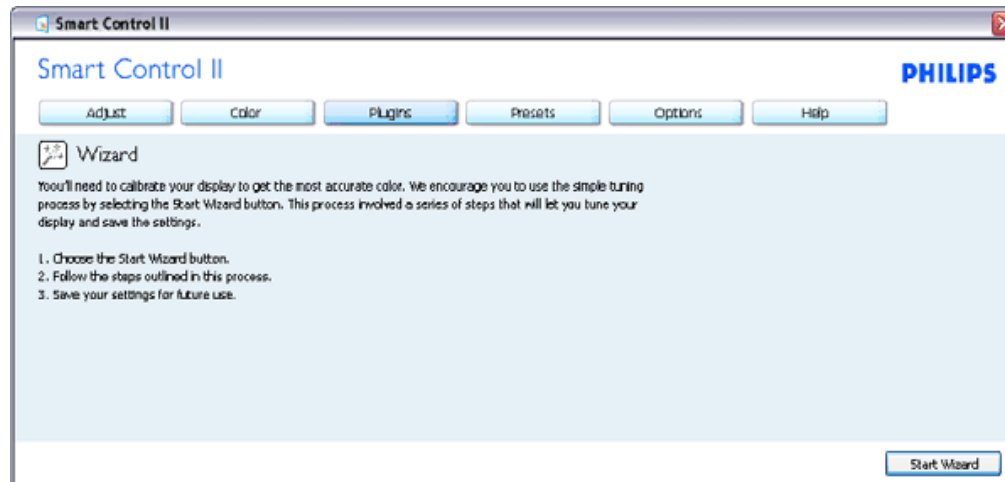 Smart Control II
Smart Control II
PHILIPS
Adjust Color Plugins Presets Options Help
Wizard
Yoou'll need to calibrate your display to get the most accurate color. We encourage you to use the simple tuning
process by selecting the Start Wizard button. This process involved a series of steps that will let you tune your
display and save the settings.
1. Choose the Start Wizard button.
2. Follow the steps outlined in this process.
3. Save your settings for future use.
Start Wizard